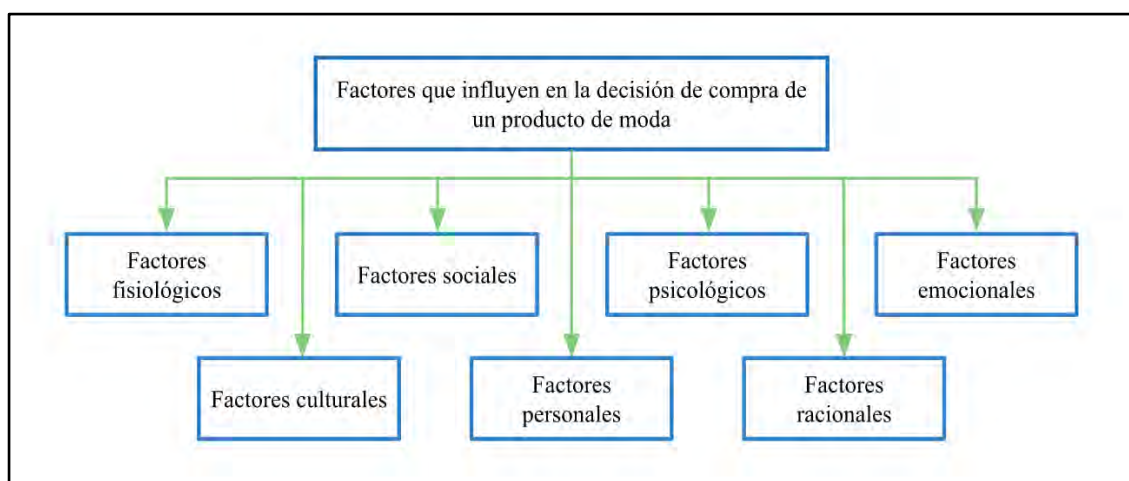 Factores que influyen en la decisión de compra de
un producto de moda
Factores
fisiológicos
Factores sociales
Factores
psicológicos
Factores
emocionales
Factores culturales
Factores
personales
Factores
racionales